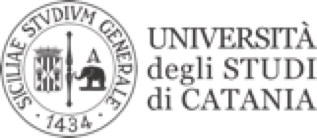 SICILIAE STVDIVM GENERALE
· 1434 ·
A
UNIVERSITÀ
degli STUDI
di CATANIA